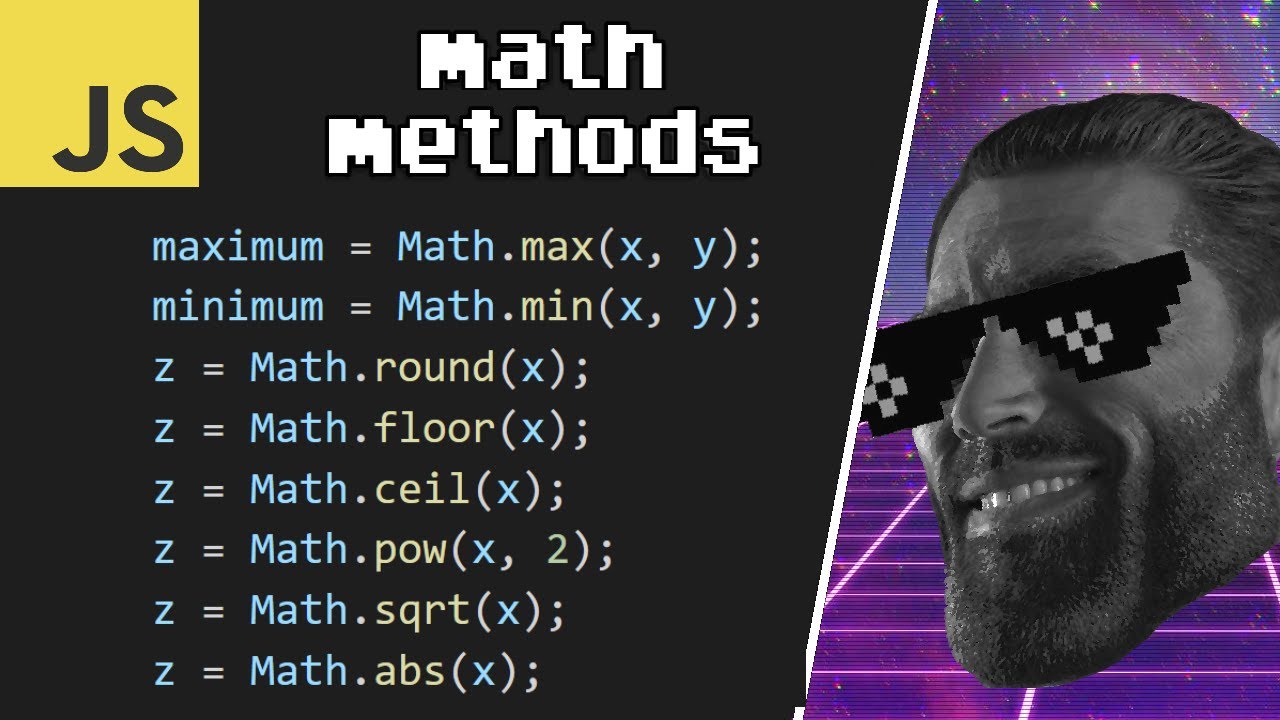 JS
math
methods
maximum = Math.max(x, y);
minimum = Math.min(x, y);
z = Math.round(x);
z = Math.floor(x);
z = Math.ceil(x);
z = Math.pow(x, 2);
z = Math.sqrt(x);
z = Math.abs(x);